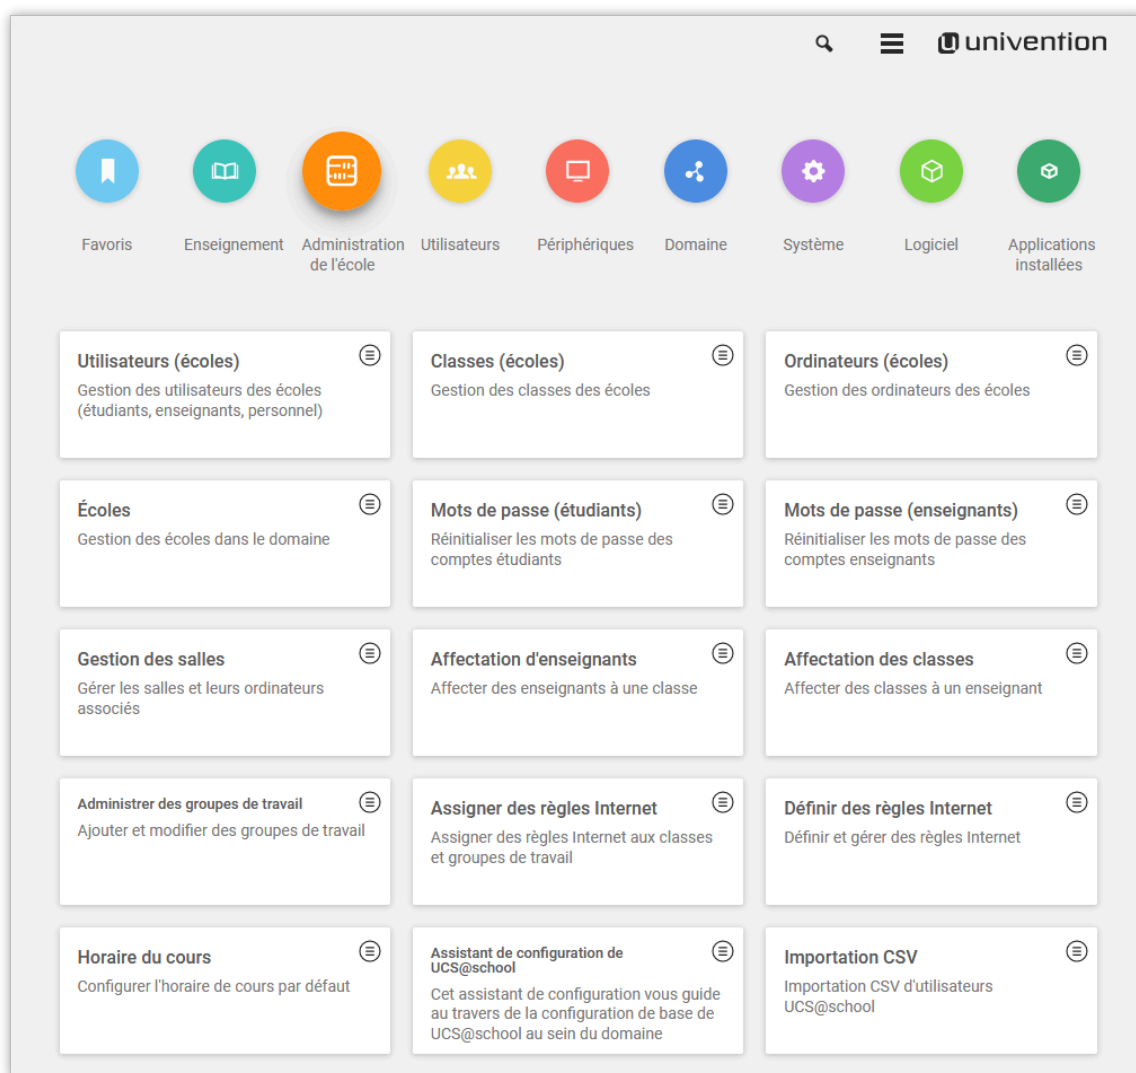 univention
Favoris
Enseignement
Administration
de l'école
Utilisateurs
Périphériques
Domaine
Système
Logiciel
Applications
installées
Utilisateurs (écoles)
Gestion des utilisateurs des écoles
(étudiants, enseignants, personnel)
Classes (écoles)
Gestion des classes des écoles
Ordinateurs (écoles)
Gestion des ordinateurs des écoles
Écoles
Gestion des écoles dans le domaine
Mots de passe (étudiants)
Réinitialiser les mots de passe des
comptes étudiants
Mots de passe (enseignants)
Réinitialiser les mots de passe des
comptes enseignants
Gestion des salles
Gérer les salles et leurs ordinateurs
associés
Affectation d'enseignants
Affecter des enseignants à une classe
Affectation des classes
Affecter des classes à un enseignant
Administrer des groupes de travail
Ajouter et modifier des groupes de travail
Assigner des règles Internet
Assigner des règles Internet aux classes
et groupes de travail
Définir des règles Internet
Définir et gérer des règles Internet
Horaire du cours
Configurer l'horaire de cours par défaut
Assistant de configuration de
UCS@school
Cet assistant de configuration vous guide
au travers de la configuration de base de
UCS@school au sein du domaine
Importation CSV
Importation CSV d'utilisateurs
UCS@school